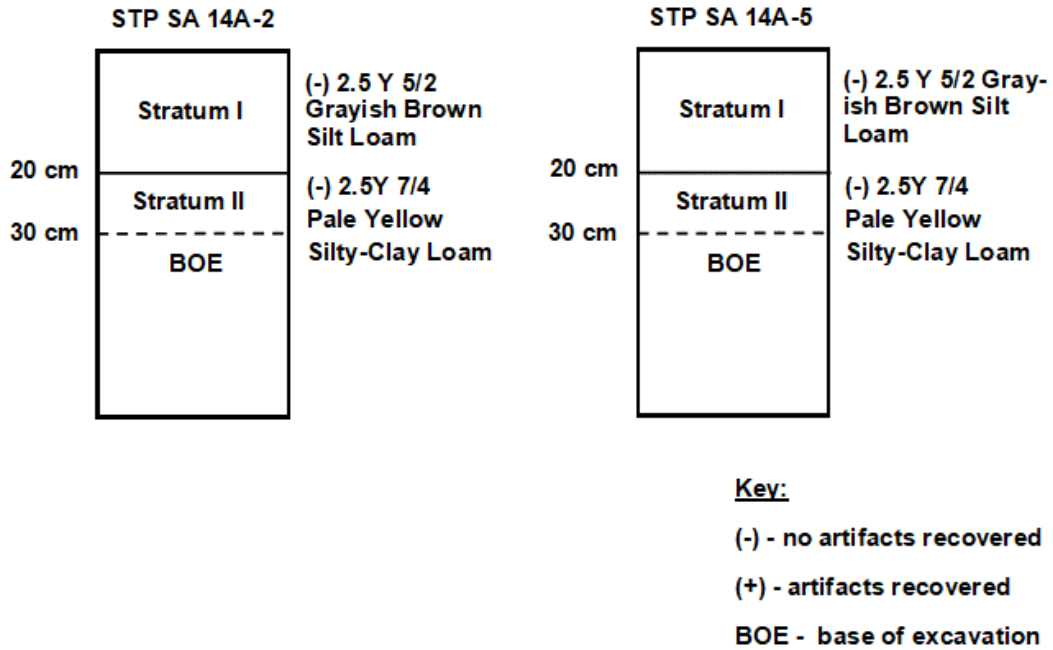 STP SA 14A-2
Stratum I
(-) 2.5 Y 5/2
Grayish Brown
Silt Loam
20 cm
Stratum II
(-) 2.5Y 7/4
Pale Yellow
Silty-Clay Loam
30 cm
BOE
STP SA 14A-5
Stratum I
(-) 2.5 Y 5/2 Gray-
ish Brown Silt
Loam
20 cm
Stratum II
(-) 2.5Y 7/4
Pale Yellow
Silty-Clay Loam
30 cm
BOE
Key:
(-) - no artifacts recovered
(+) - artifacts recovered
BOE - base of excavation